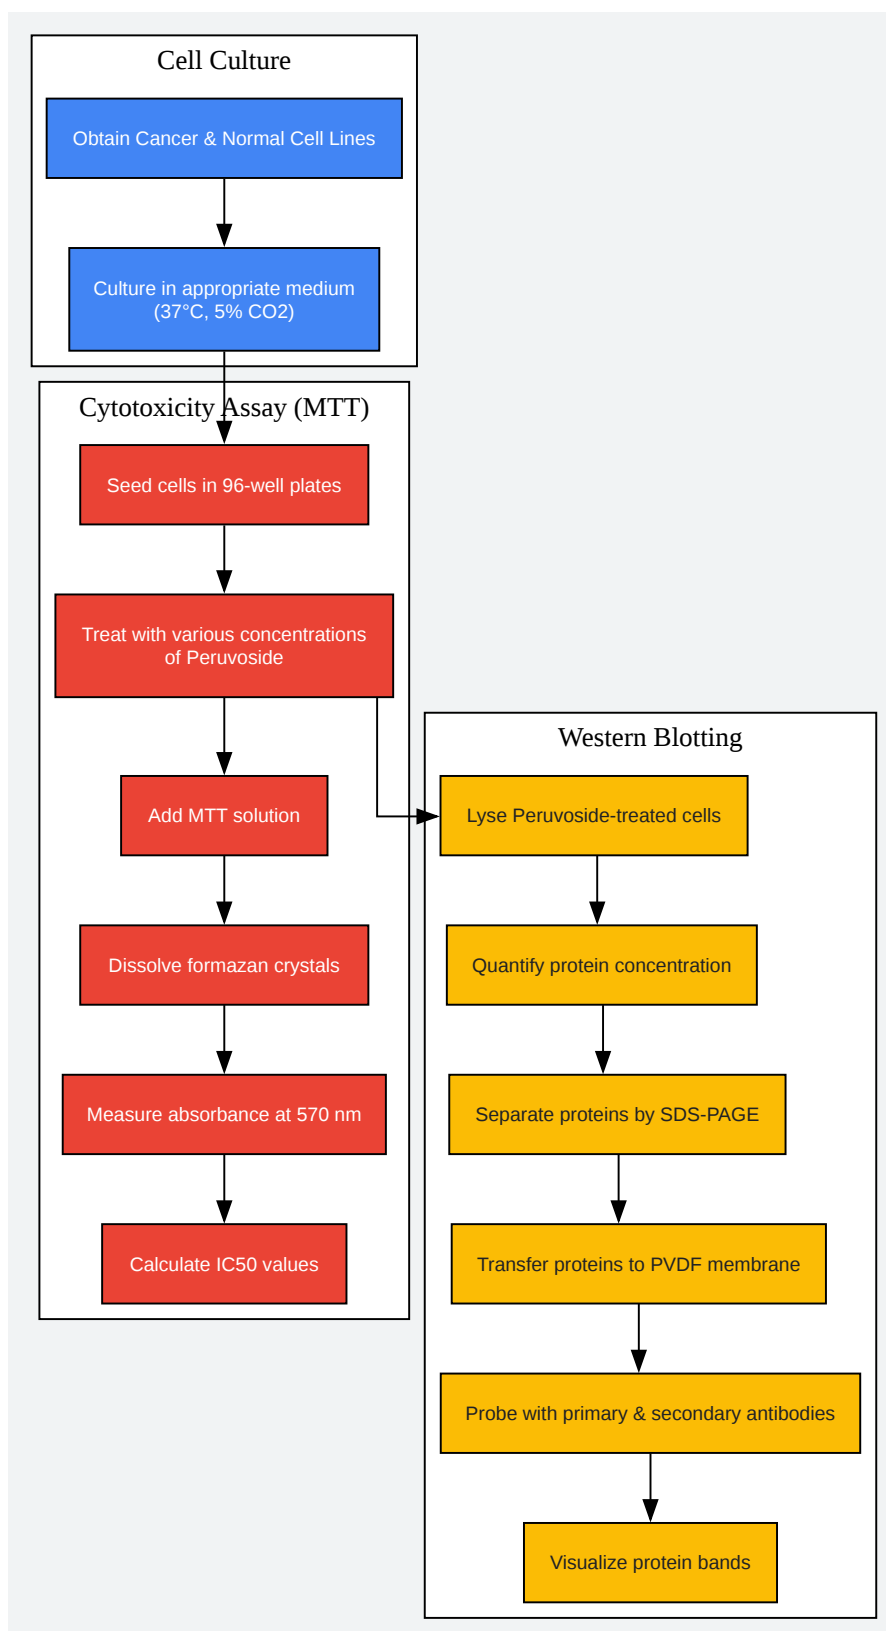 Cell Culture
Obtain Cancer & Normal Cell Lines
Culture in appropriate medium
(37°C, 5% CO2)
Cytotoxicity Assay (MTT)
Seed cells in 96-well plates
Treat with various concentrations
of Peruvoside
Add MTT solution
Dissolve formazan crystals
Measure absorbance at 570 nm
Calculate IC50 values
Western Blotting
Lyse Peruvoside-treated cells
Quantify protein concentration
Separate proteins by SDS-PAGE
Transfer proteins to PVDF membrane
Probe with primary & secondary antibodies
Visualize protein bands